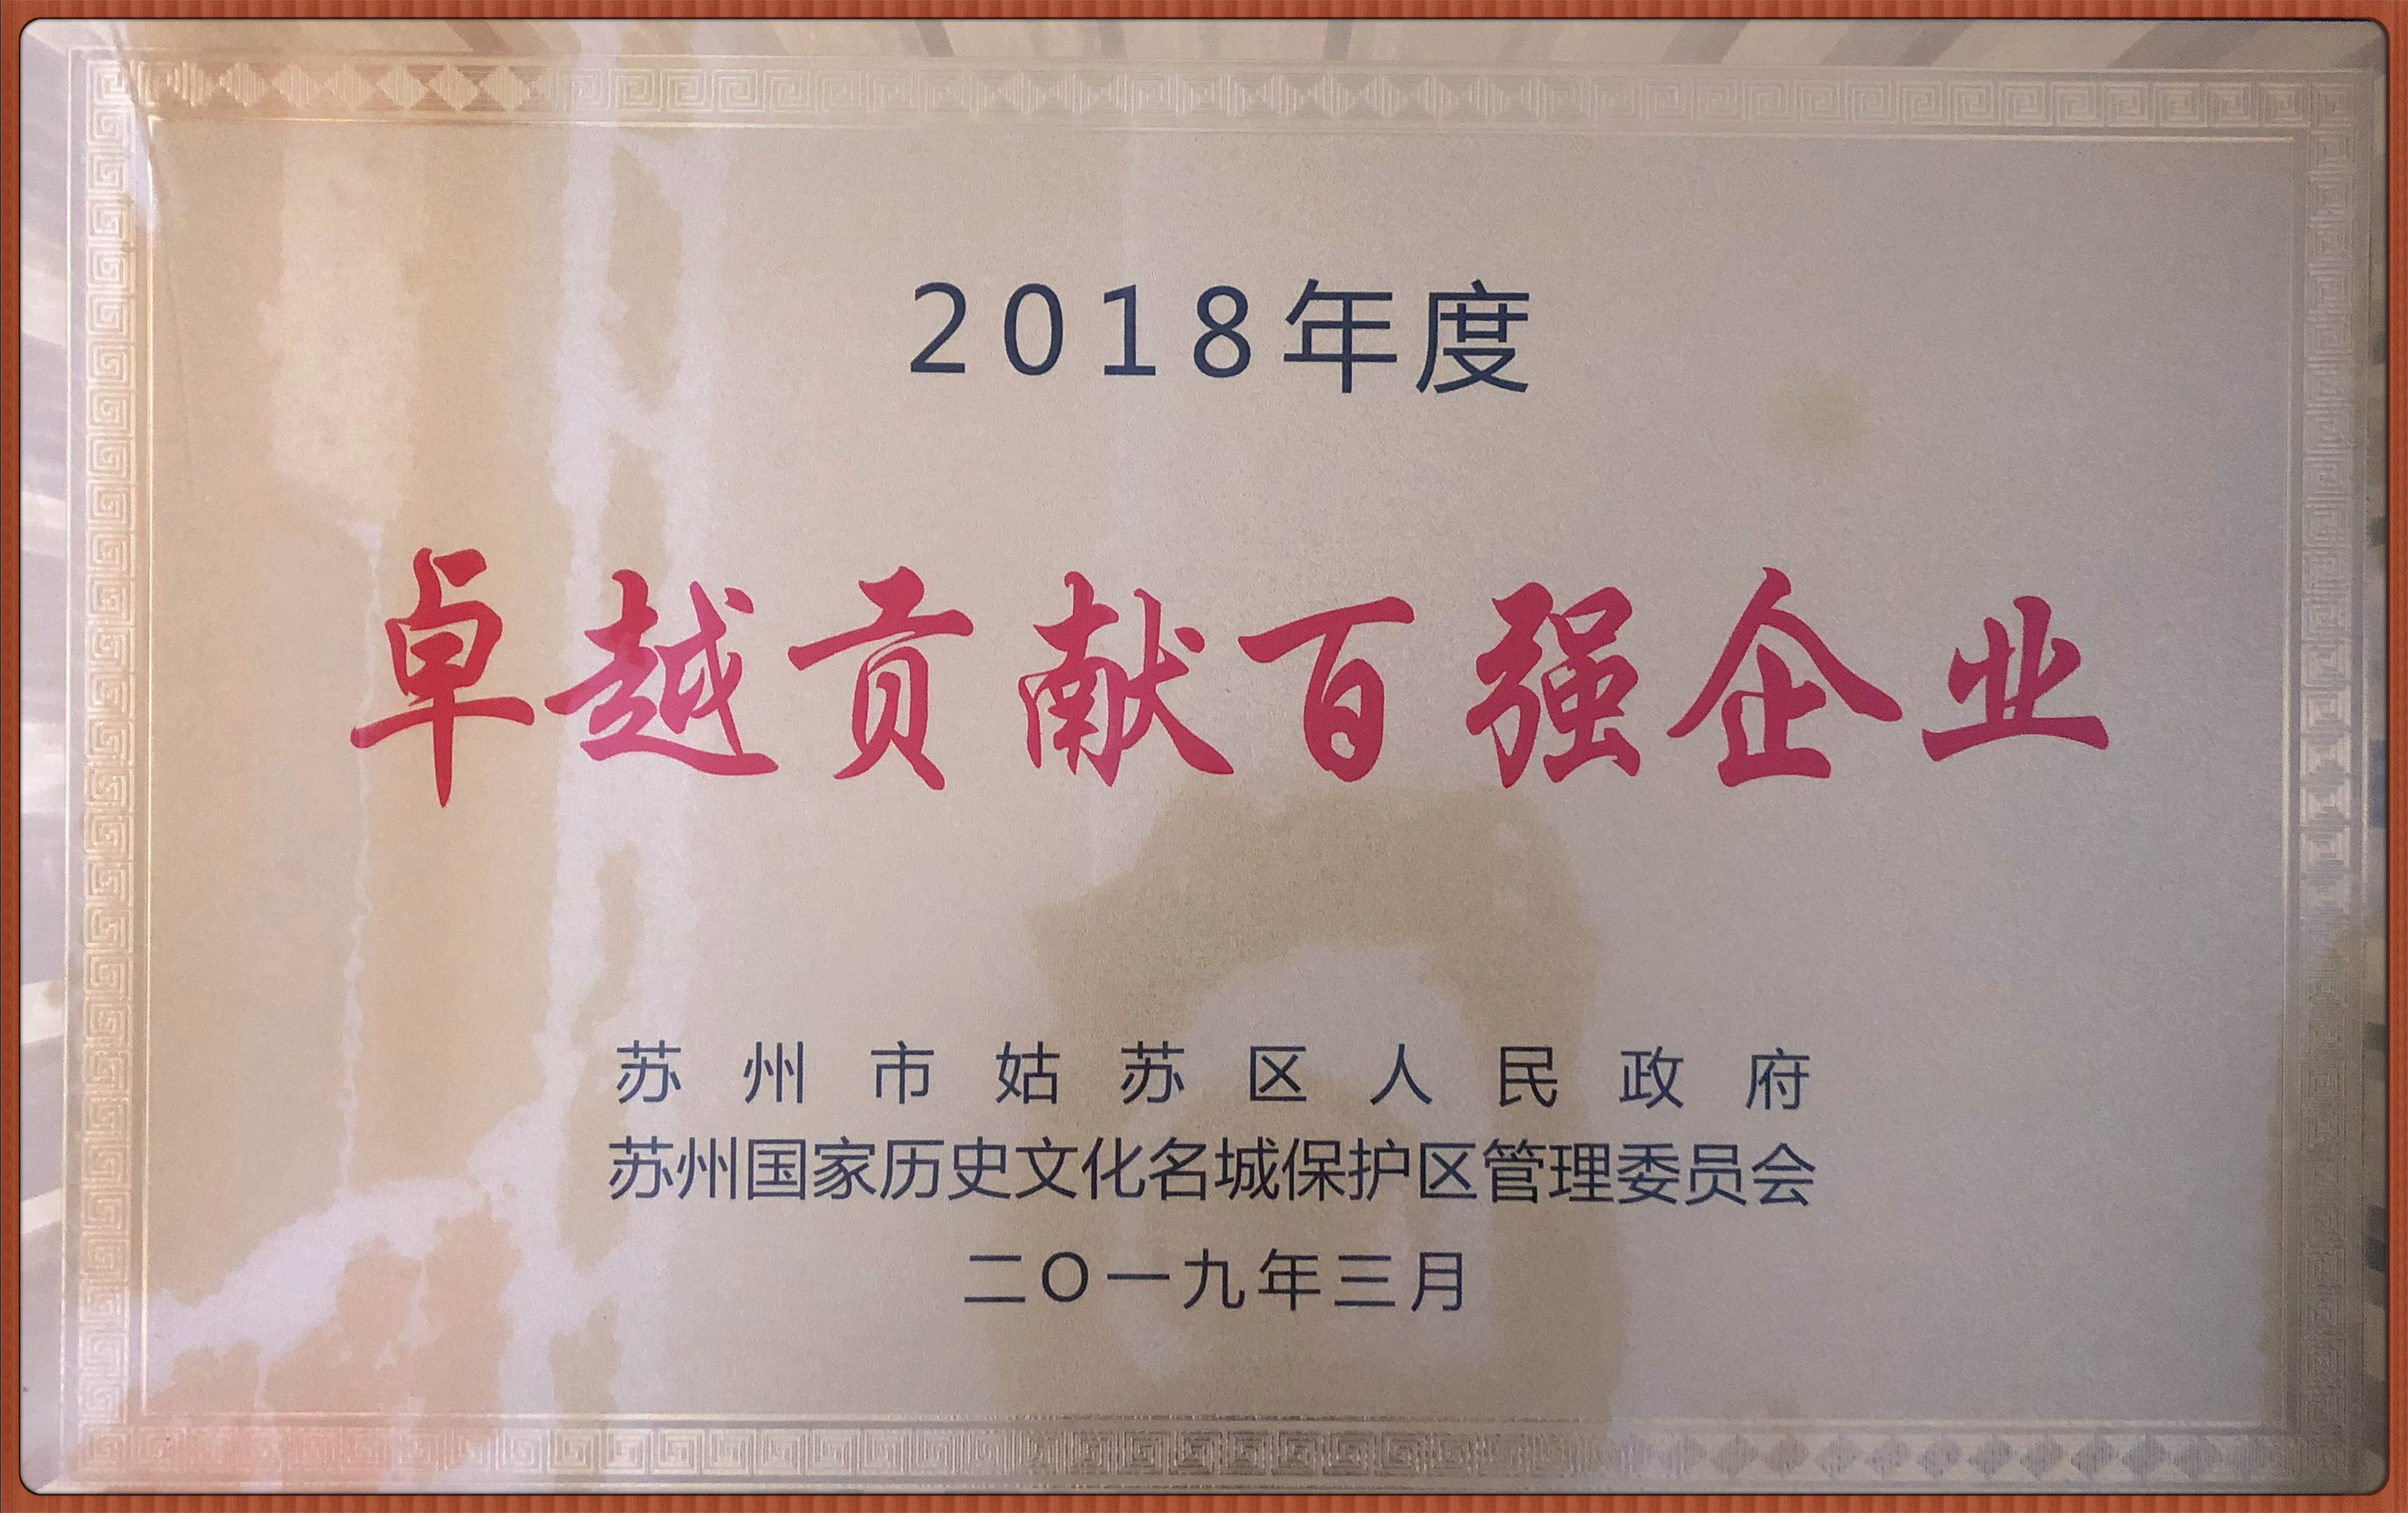 2018年度
卓越贡献百强企业
苏州市姑苏区人民政府
苏州国家历史文化名城保护区管理委员会
二〇一九年三月